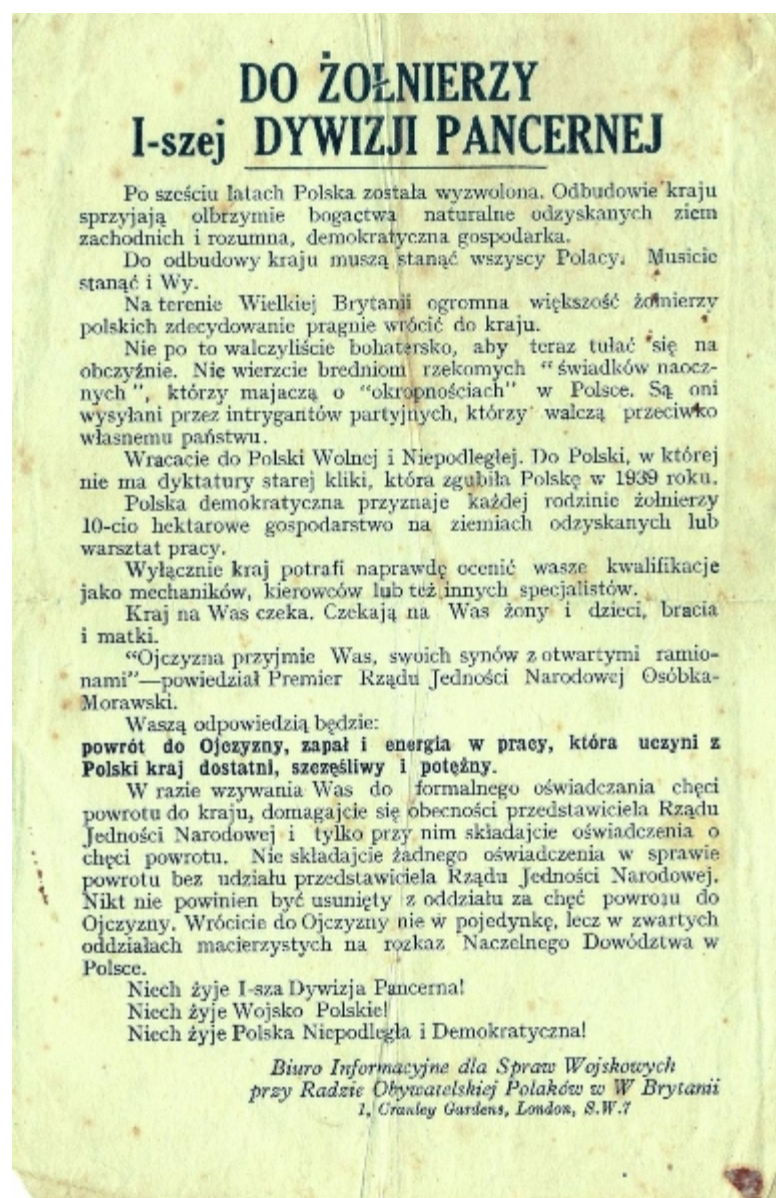 DO ŻOŁNIERZY
I-szej DYWIZJI PANCERNEJ
Po sześciu latach Polska została wyzwolona. Odbudowie kraju
sprzyjają olbrzymie bogactwa naturalne odzyskanych ziem
zachodnich i rozumna, demokratyczna gospodarka.
Do odbudowy kraju muszą stanąć wszyscy Polacy. Musicie
stanąć i Wy.
Na terenie Wielkiej Brytanii ogromna większość żołnierzy
polskich zdecydowanie pragnie wrócić do kraju.
Nie po to walczyliście bohatersko, aby teraz tułać się na
obczyźnie. Nie wierzcie bredniom rzekomych "świadków naocz-
nych", którzy majaczą o "okropnościach" w Polsce. Są oni
wysyłani przez intrygantów partyjnych, którzy walczą przeciwko
własnemu państwu.
Wracacie do Polski Wolnej i Niepodległej. Do Polski, w której
nie ma dyktatury starej kliki, która zgubiła Polskę w 1939 roku.
Polska demokratyczna przyznaje każdej rodzinie żołnierzy
10-cio hektarowe gospodarstwo na ziemiach odzyskanych lub
warsztat pracy.
Wyłącznie kraj potrafi naprawdę ocenić wasze kwalifikacje
jako mechaników, kierowców lub też innych specjalistów.
Kraj na Was czeka. Czekają na Was żony i dzieci, bracia
i matki.
"Ojczyzna przyjmie Was, swoich synów z otwartymi ramio-
nami"—powiedział Premier Rządu Jedności Narodowej Osóbka-
Morawski.
Waszą odpowiedzią będzie:
powrót do Ojczyzny, zapał i energia w pracy, która uczyni z
Polski kraj dostatni, szczęśliwy i potężny.
W razie wzywania Was do formalnego oświadczania chęci
powrotu do kraju, domagajcie się obecności przedstawiciela Rządu
Jedności Narodowej i tylko przy nim składajcie oświadczenia o
chęci powrotu. Nie składajcie żadnego oświadczenia w sprawie
powrotu bez udziału przedstawiciela Rządu Jedności Narodowej.
Nikt nie powinien być usunięty z oddziału za chęć powrotu do
Ojczyzny. Wrócicie do Ojczyzny nie w pojedynkę, lecz w zwartych
oddziałach macierzystych na rozkaz Naczelnego Dowództwa w
Polsce.
Niech żyje I-sza Dywizja Pancerna!
Niech żyje Wojsko Polskie!
Niech żyje Polska Niepodległa i Demokratyczna!
Biuro Informacyjne dla Spraw Wojskowych
przy Radzie Obywatelskiej Polaków w W Brytanii
1, Cranley Gardens, London, S.W.7